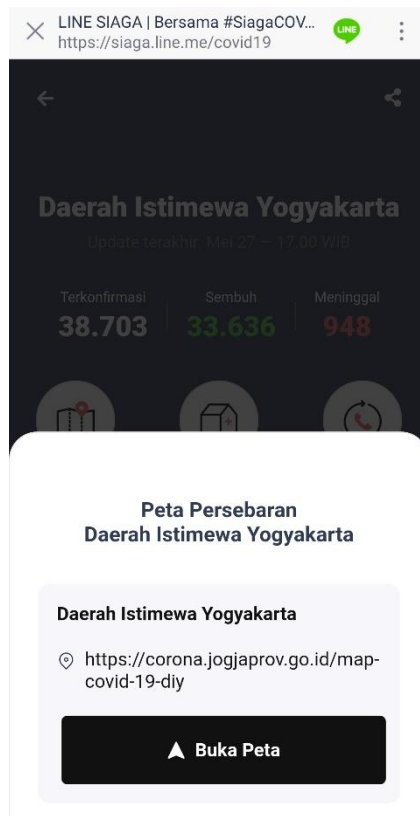 LINE SIAGA | Bersama #SiagaCOV...
https://siaga.line.me/covid19
LINE
Daerah Istimewa Yogyakarta
Update terakhir: Mei 27 – 17.00 WIB
Terkonfirmasi
Sembuh
Meninggal
38.703
33.636
948
Peta Persebaran
Daerah Istimewa Yogyakarta
Daerah Istimewa Yogyakarta
https://corona.jogjaprov.go.id/map-
covid-19-diy
Buka Peta